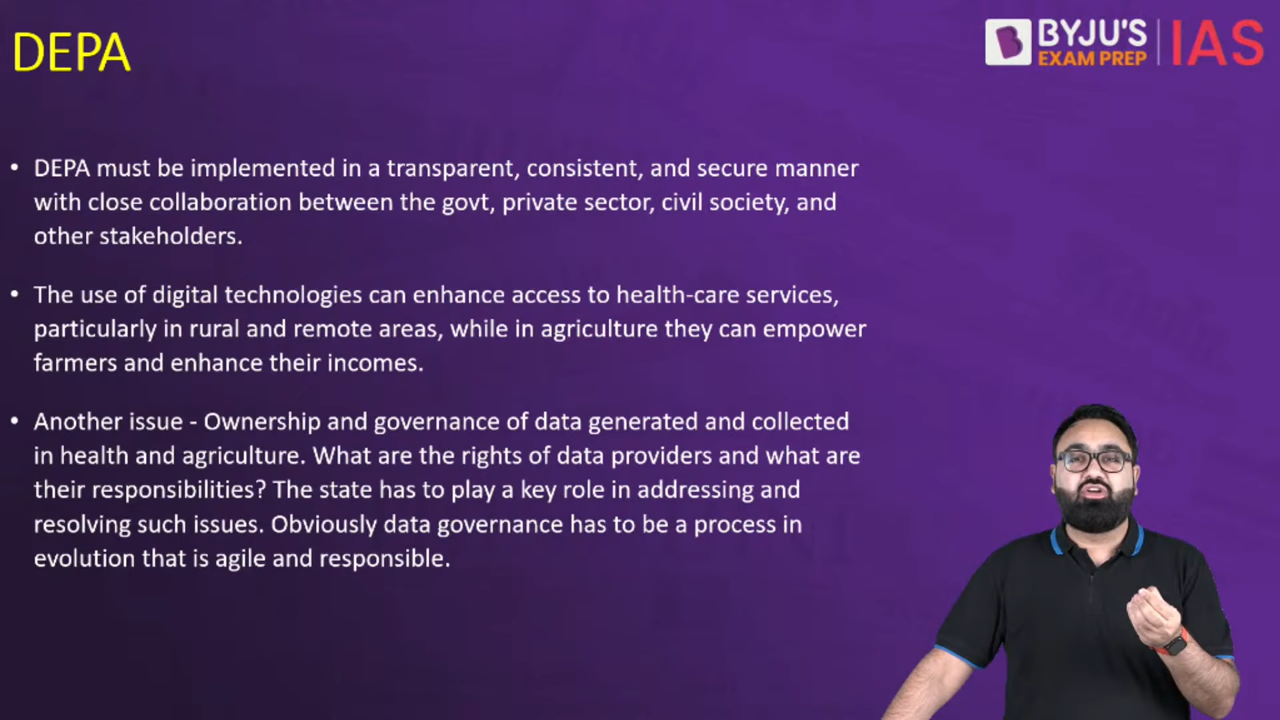 DEPA
BYJU'S
EXAM PREP
IAS
• DEPA must be implemented in a transparent, consistent, and secure manner
with close collaboration between the govt, private sector, civil society, and
other stakeholders.
• The use of digital technologies can enhance access to health-care services,
particularly in rural and remote areas, while in agriculture they can empower
farmers and enhance their incomes.
• Another issue - Ownership and governance of data generated and collected
in health and agriculture. What are the rights of data providers and what are
their responsibilities? The state has to play a key role in addressing and
resolving such issues. Obviously data governance has to be a process in
evolution that is agile and responsible.